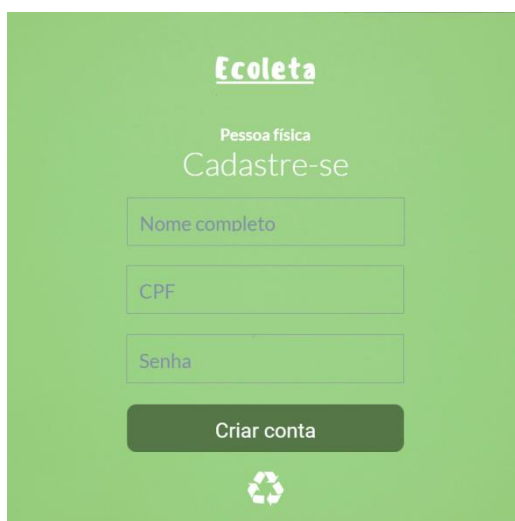 Ecoleta
Pessoa física
Cadastre-se
Nome completo
CPF
Senha
Criar conta